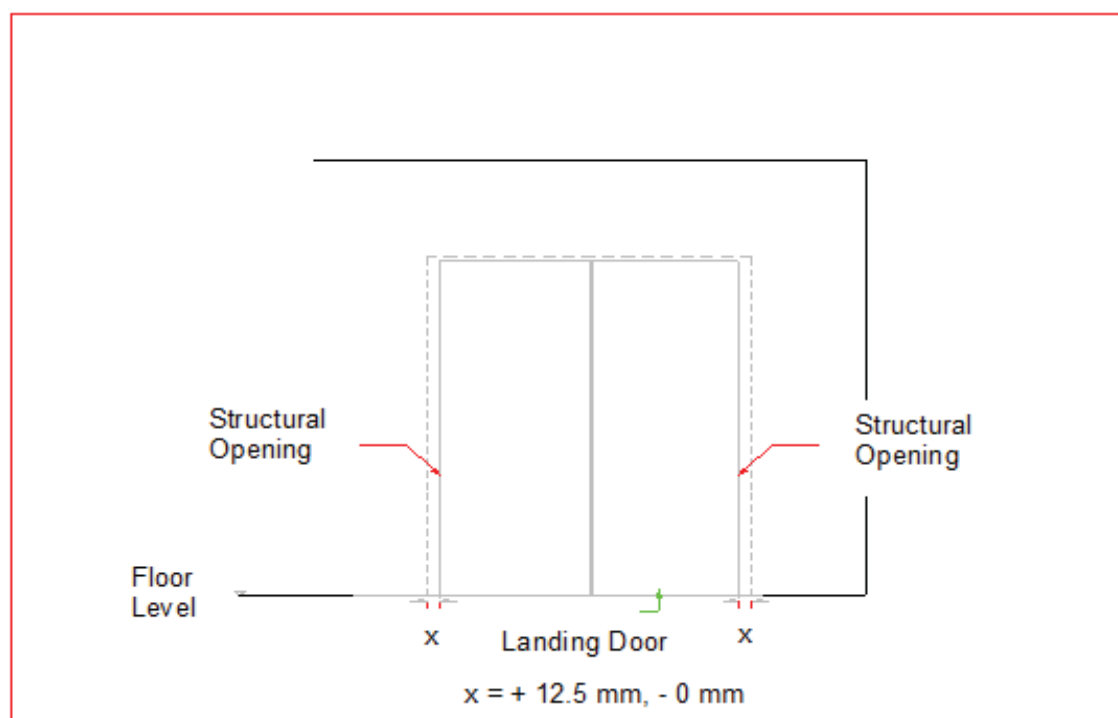 Structural
Opening
Structural
Opening
Floor
Level
x
Landing Door
x
x = + 12.5 mm, - 0 mm